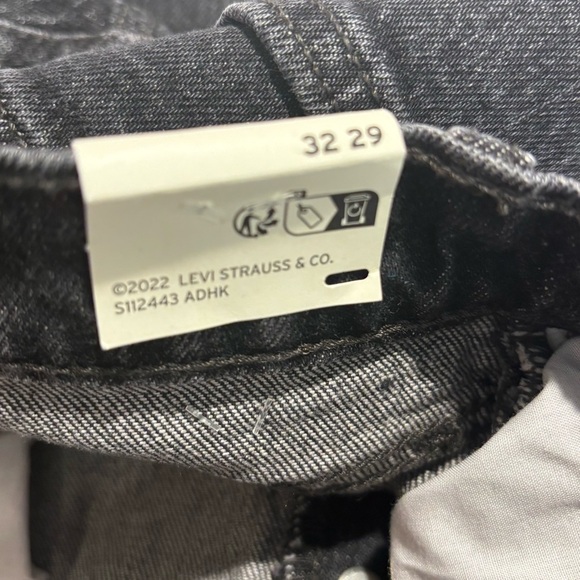 32 29
©2022 LEVI STRAUSS & CO.
S112443 ADHK